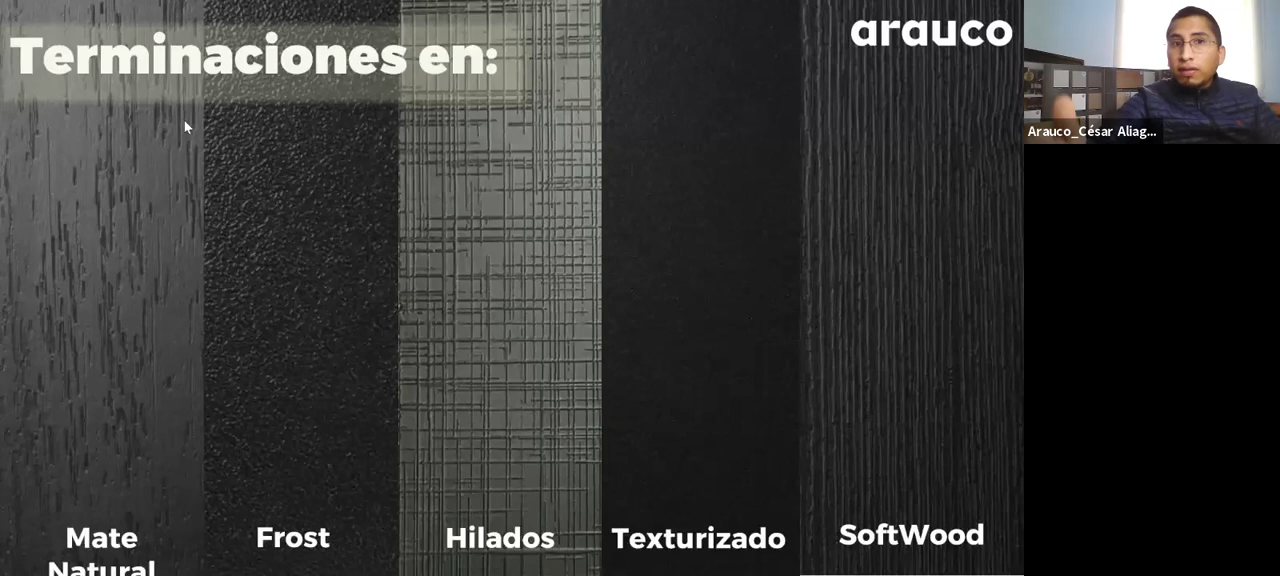 Terminaciones en:
arauco
Arauco_César Aliag...
Mate
Natural
Frost
Hilados
Texturizado
SoftWood